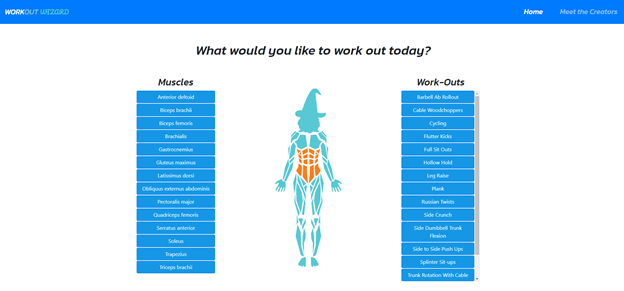 WORKOUT WIZARD
Home
Meet the Creators
What would you like to work out today?
Muscles
Anterior deltoid
Biceps brachii
Biceps femoris
Brachialis
Gastrocnemius
Gluteus maximus
Latissimus dorsi
Obliquus externus abdominis
Pectoralis major
Quadriceps femoris
Serratus anterior
Soleus
Trapezius
Triceps brachii
Work-Outs
Barbell Ab Rollout
Cable Woodchoppers
Cycling
Flutter Kicks
Full Sit Outs
Hollow Hold
Leg Raise
Plank
Russian Twists
Side Crunch
Side Dumbbell Trunk
Flexion
Side to Side Push Ups
Splinter Sit-ups
Trunk Rotation With Cable